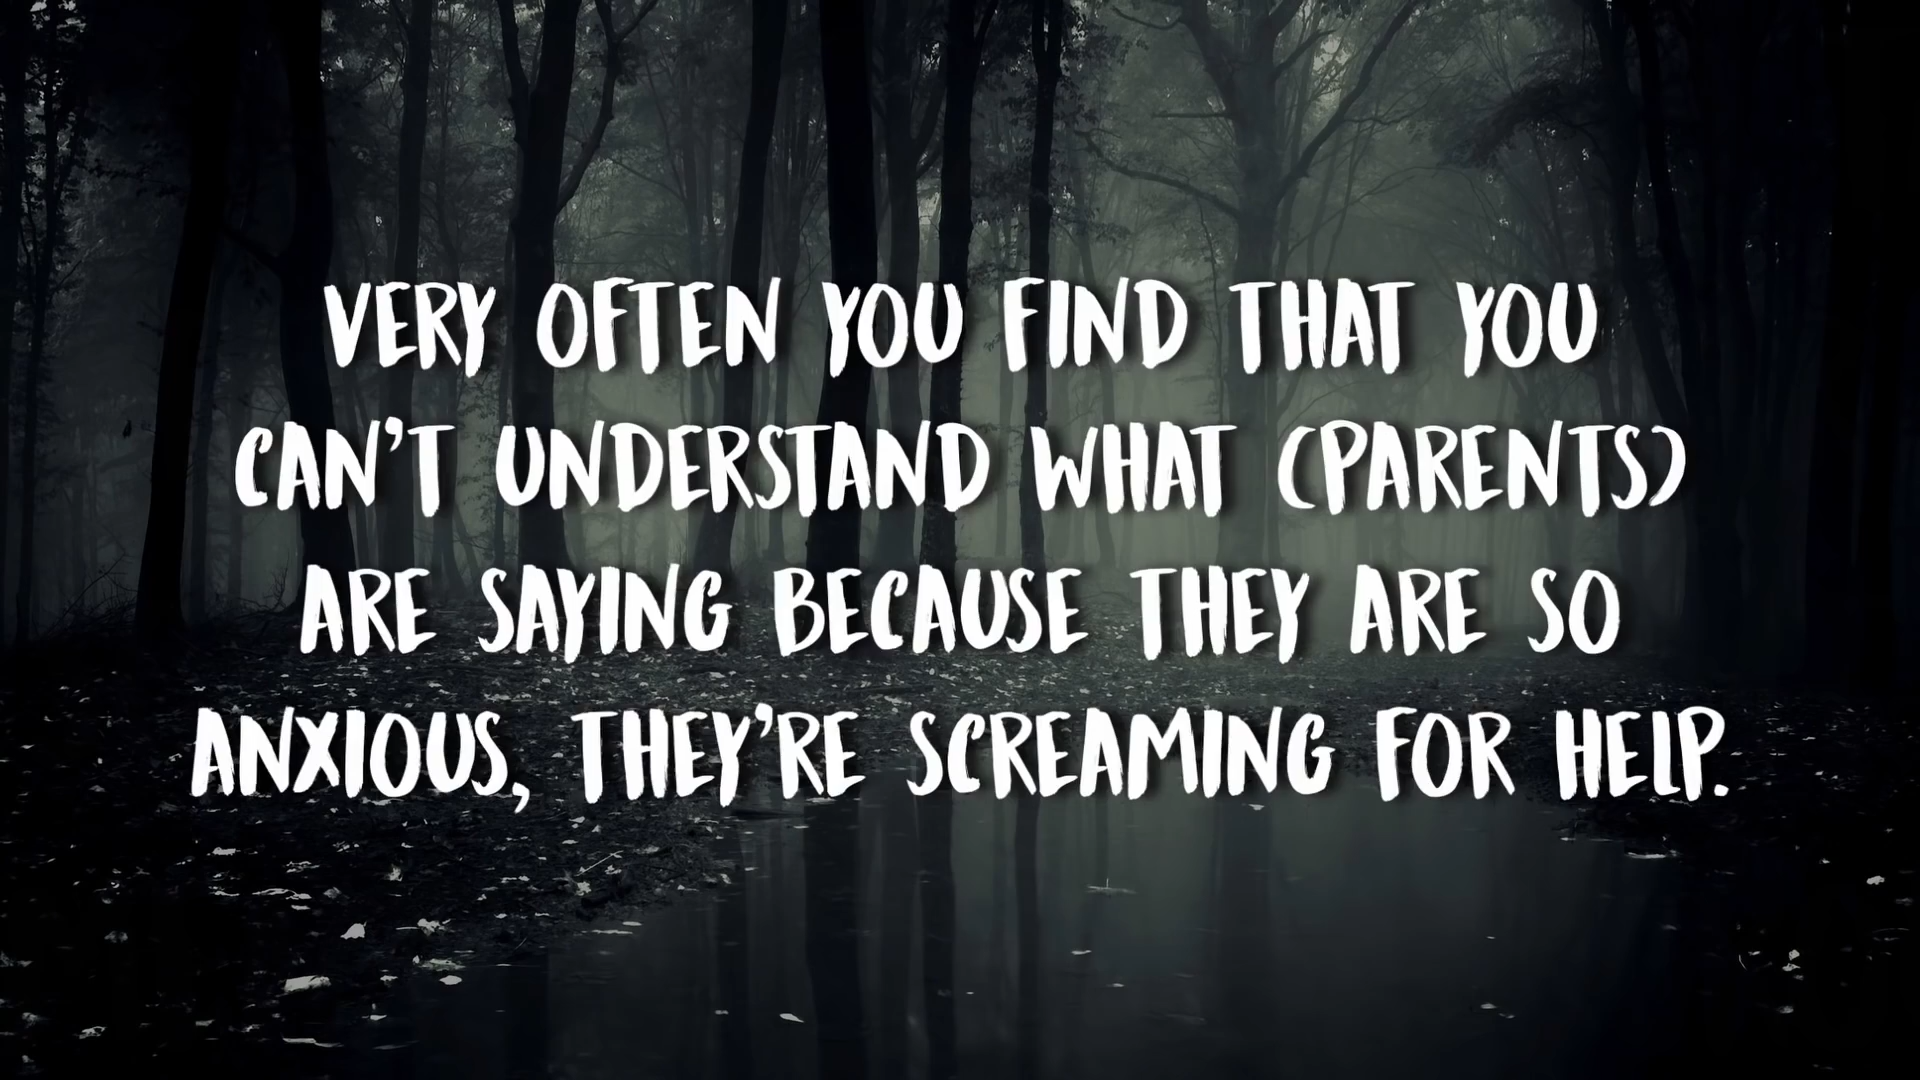 VERY OFTEN YOU FIND THAT YOU
CAN'T UNDERSTAND WHAT (PARENTS)
ARE SAYING BECAUSE THEY ARE SO
ANXIOUS, THEY'RE SCREAMING FOR HELP.